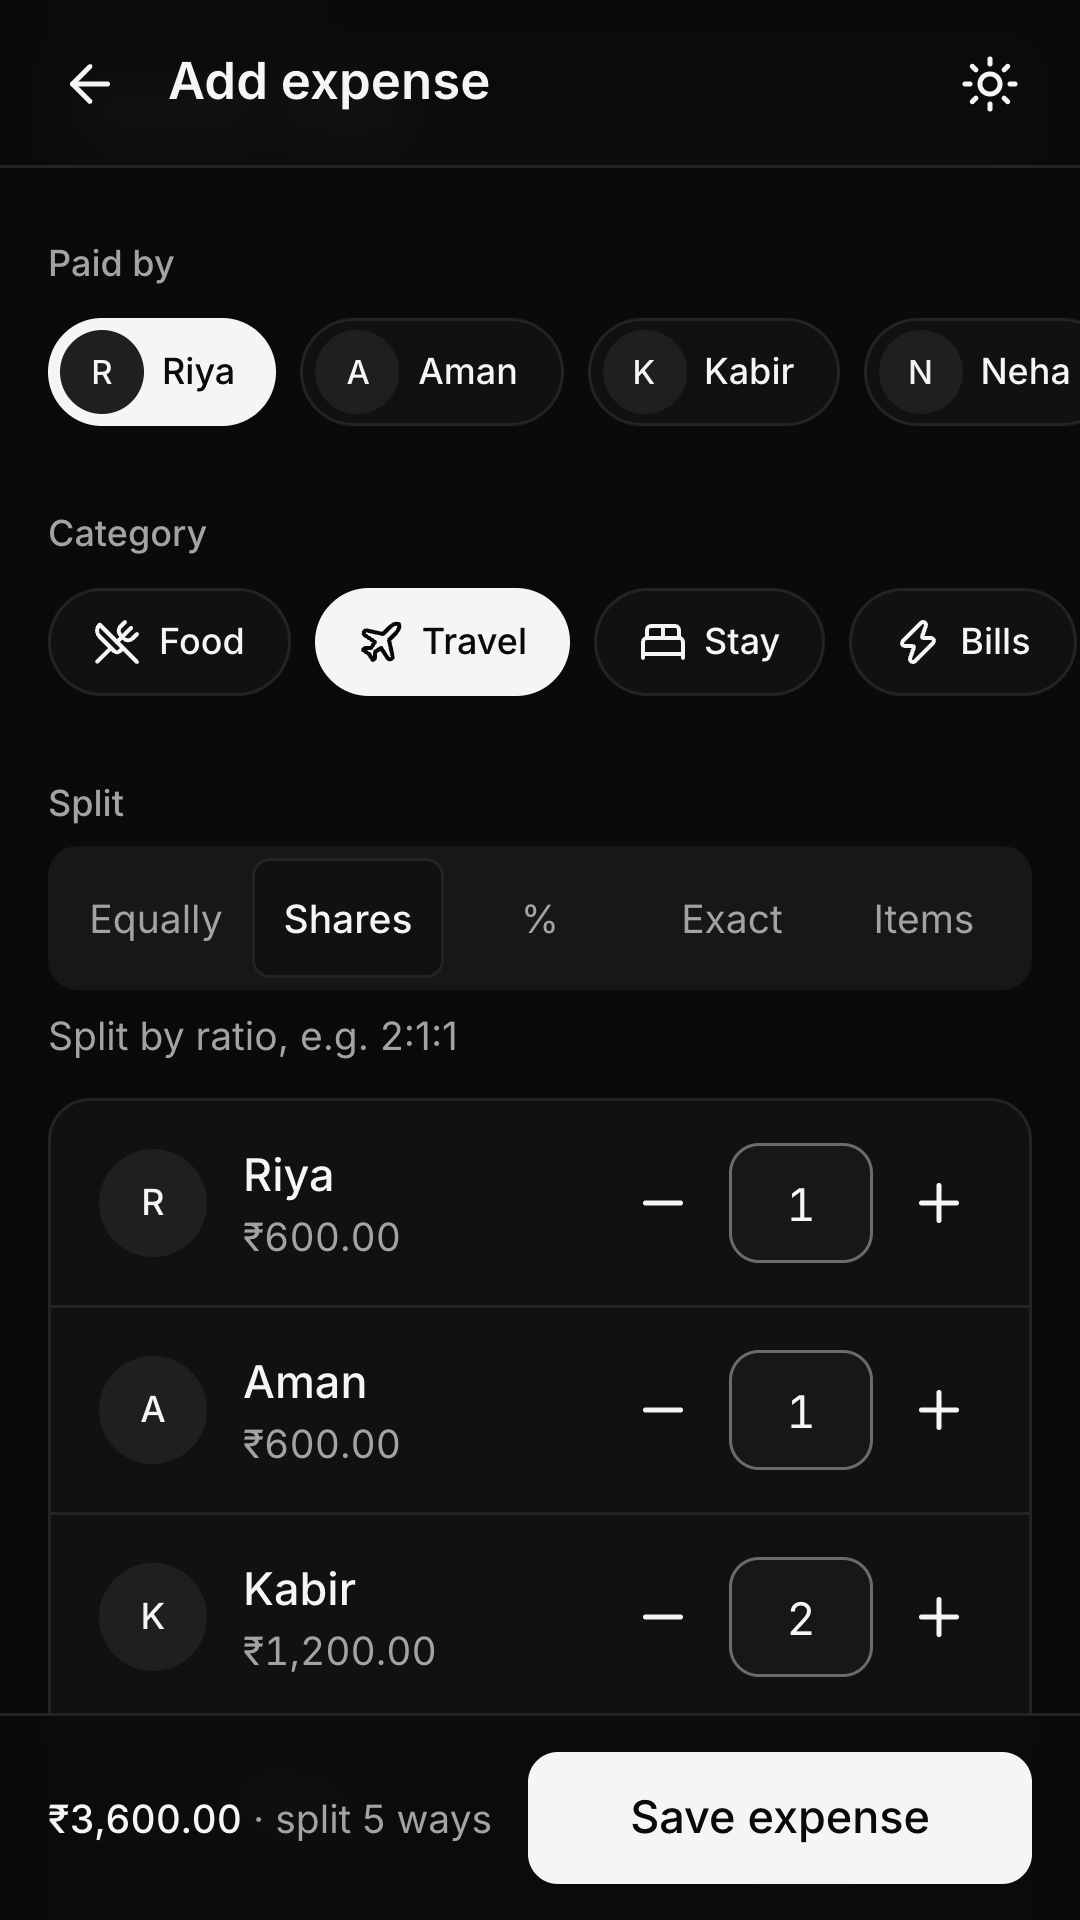 Add expense
Paid by
R Riya A Aman K Kabir N Neha
Category
Food Travel Stay Bills
Split
Equally Shares % Exact Items
Split by ratio, e.g. 2:1:1
R Riya 1
₹600.00
A Aman 1
₹600.00
K Kabir 2
₹1,200.00
₹3,600.00 · split 5 ways Save expense